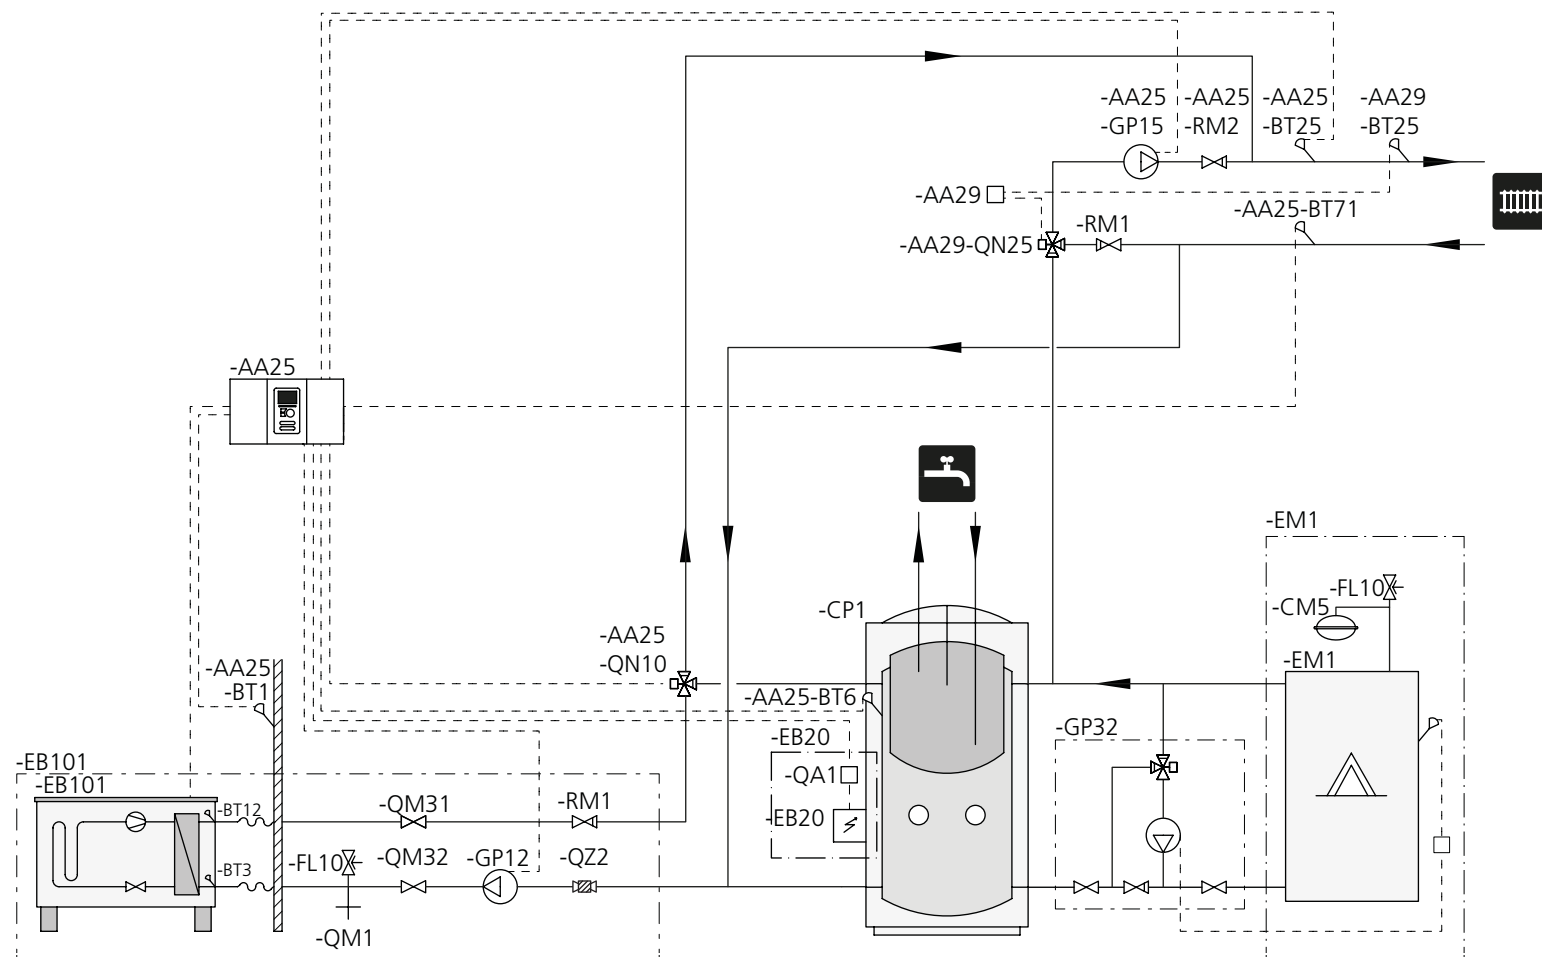 -AA25 -AA25 -AA25 -AA29
-GP15 -RM2 -BT25 -BT25
-AA29
-AA25-BT71
-RM1
-AA29-QN25
-AA25
-EM1
-FL10
-CM5
-CP1
-AA25
-QN10
-EM1
-AA25
-BT1
-AA25-BT6
-GP32
-EB20
-QA1
-EB20
-EB101
-EB101
-BT12
-QM31
-RM1
-BT3
-FL10
-QM32
-GP12
-QZ2
-QM1